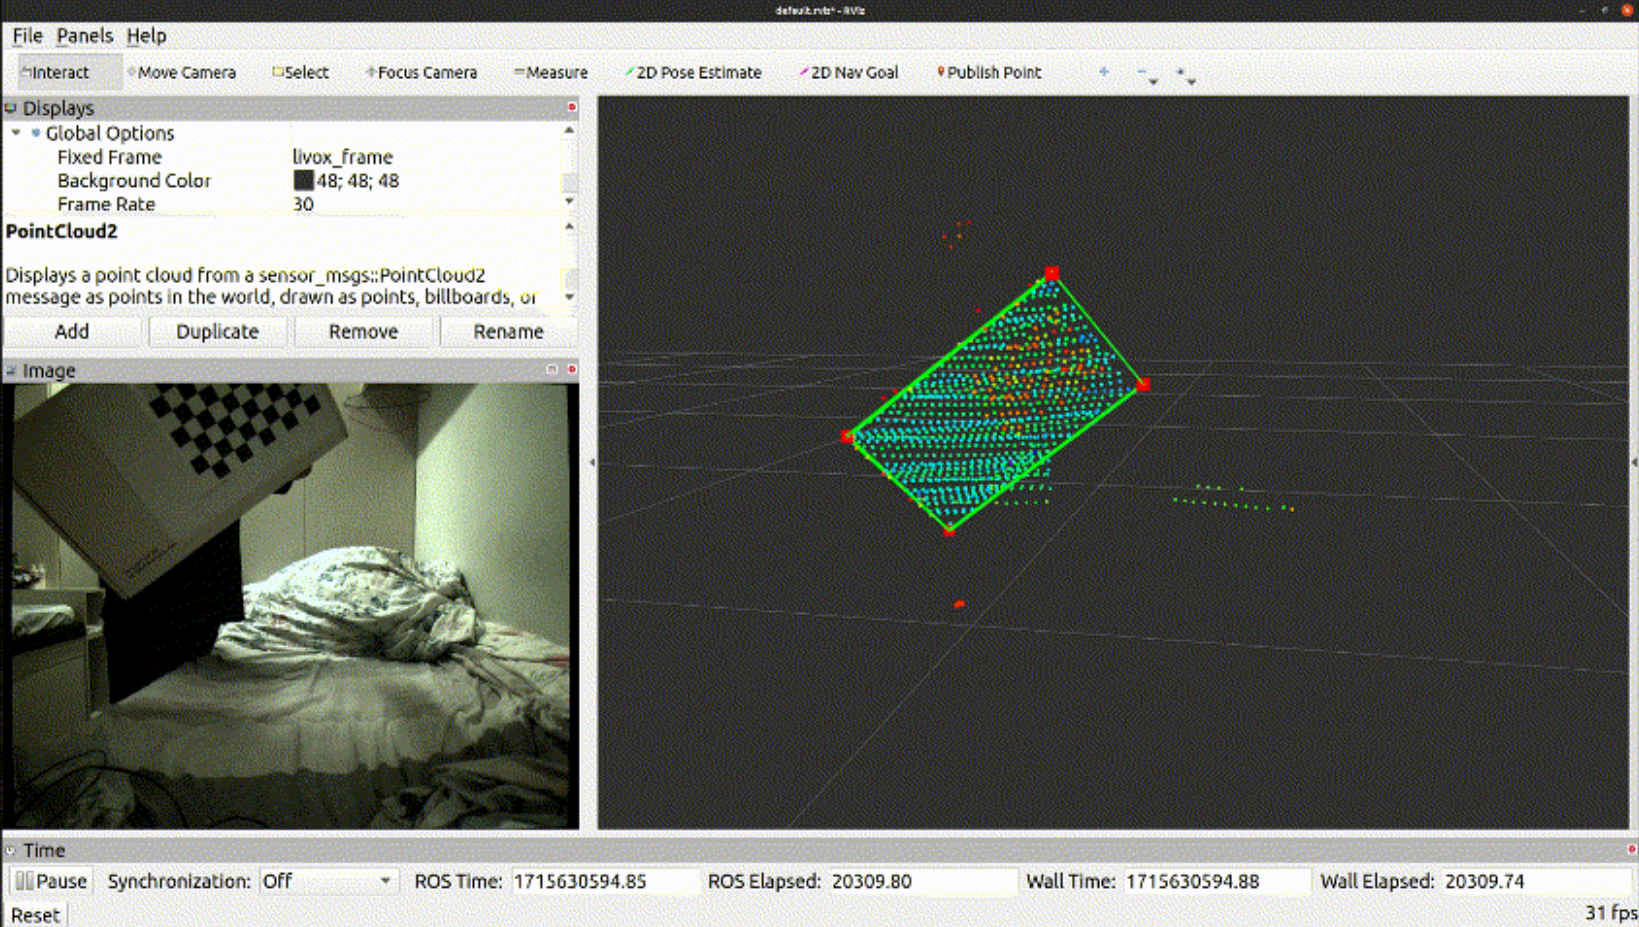 default.rviz* - RViz
File Panels Help
Interact Move Camera Select Focus Camera Measure 2D Pose Estimate 2D Nav Goal Publish Point
Displays
Global Options
Fixed Frame livox_frame
Background Color 48; 48; 48
Frame Rate 30
PointCloud2
Displays a point cloud from a sensor_msgs::PointCloud2
message as points in the world, drawn as points, billboards, or
Add Duplicate Remove Rename
Image
Time
Pause Synchronization: Off ROS Time: 1715630594.85 ROS Elapsed: 20309.80 Wall Time: 1715630594.88 Wall Elapsed: 20309.74
Reset 31 fps